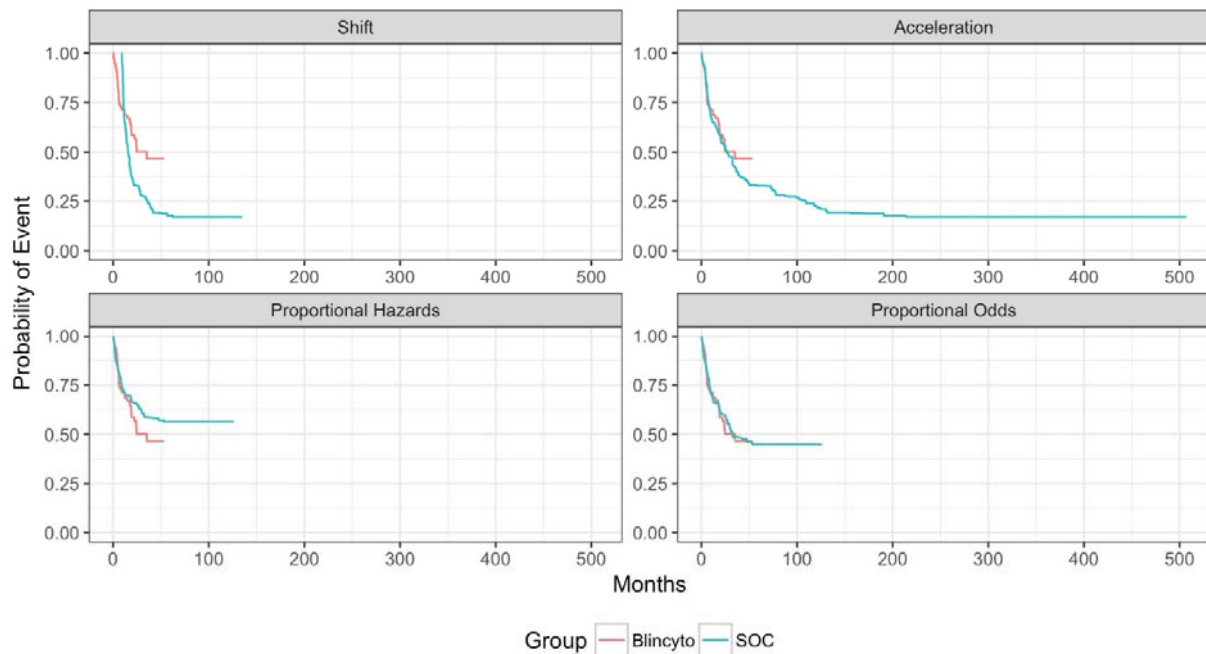 Shift
Acceleration
1.00
0.75
0.50
0.25
0.00
0 100 200 300 400 500
1.00
0.75
0.50
0.25
0.00
0 100 200 300 400 500
Proportional Hazards
Proportional Odds
1.00
0.75
0.50
0.25
0.00
0 100 200 300 400 500
1.00
0.75
0.50
0.25
0.00
0 100 200 300 400 500
Probability of Event
Months
Group Blincyto SOC